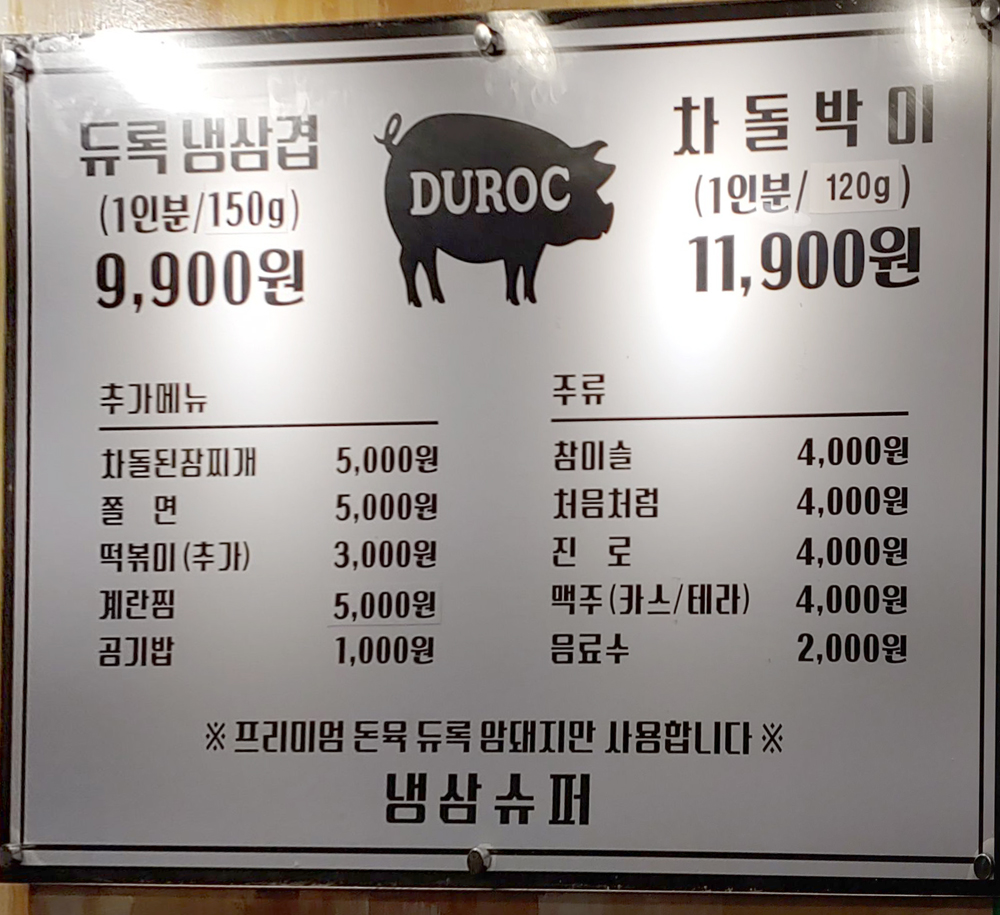 듀록 냉삼겹
(1인분/150g)
9,900원
DUROC
차돌박이
(1인분/ 120g)
11,900원
추가메뉴
차돌된장찌개 5,000원
쫄 면 5,000원
떡볶미(추가) 3,000원
계란찜 5,000원
공기밥 1,000원
주류
참미슬 4,000원
처음처럼 4,000원
진 로 4,000원
맥주(카스/테라) 4,000원
음료수 2,000원
※ 프리미엄 돈육 듀록 암돼지만 사용합니다 ※
냉삼슈퍼